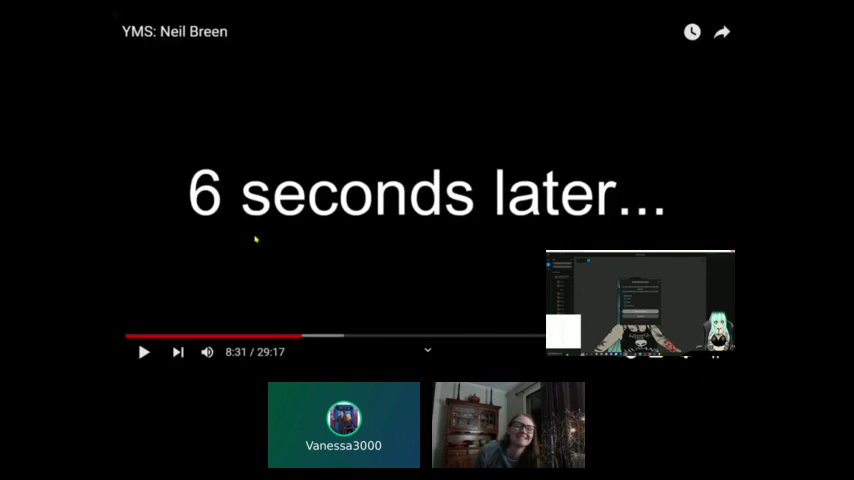 YMS: Neil Breen
6 seconds later...
8:31 / 29:17
Vanessa3000